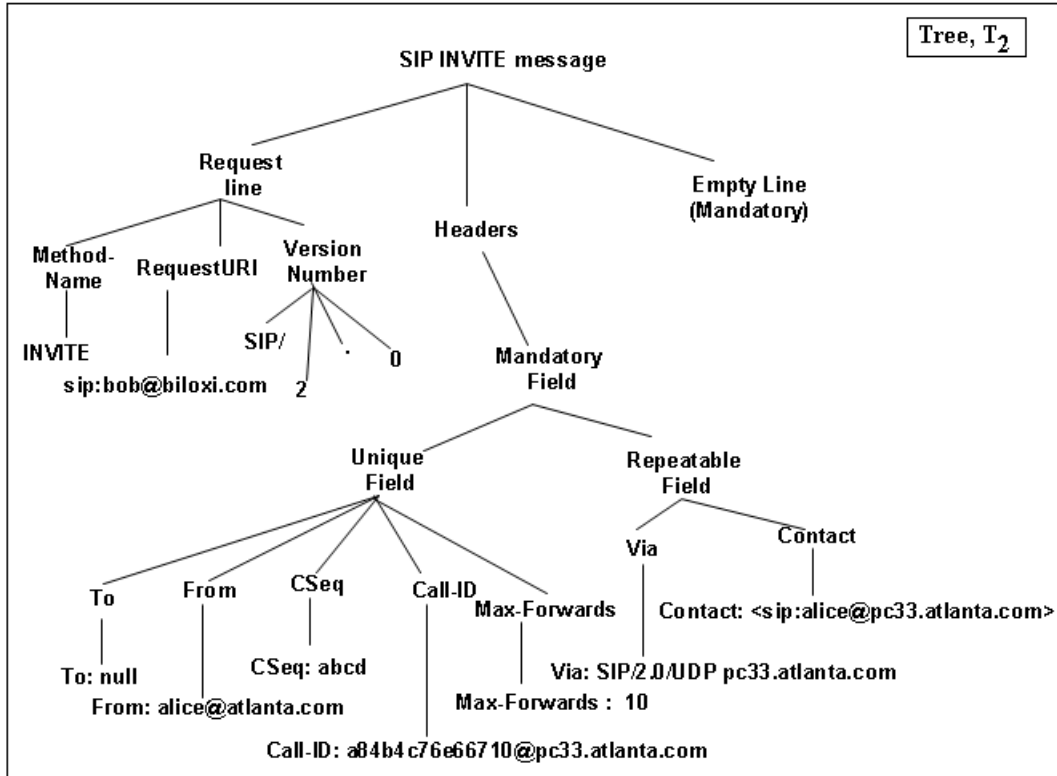 Tree, T2
SIP INVITE message
Request
line
Empty Line
(Mandatory)
Headers
Method-
Name
RequestURI
Version
Number
INVITE
sip:bob@biloxi.com
SIP/
2
.
0
Mandatory
Field
Unique
Field
Repeatable
Field
To
From
CSeq
Call-ID
Max-Forwards
Via
Contact
To: null
From: alice@atlanta.com
CSeq: abcd
Call-ID: a84b4c76e66710@pc33.atlanta.com
Max-Forwards : 10
Via: SIP/2.0/UDP pc33.atlanta.com
Contact: <sip:alice@pc33.atlanta.com>